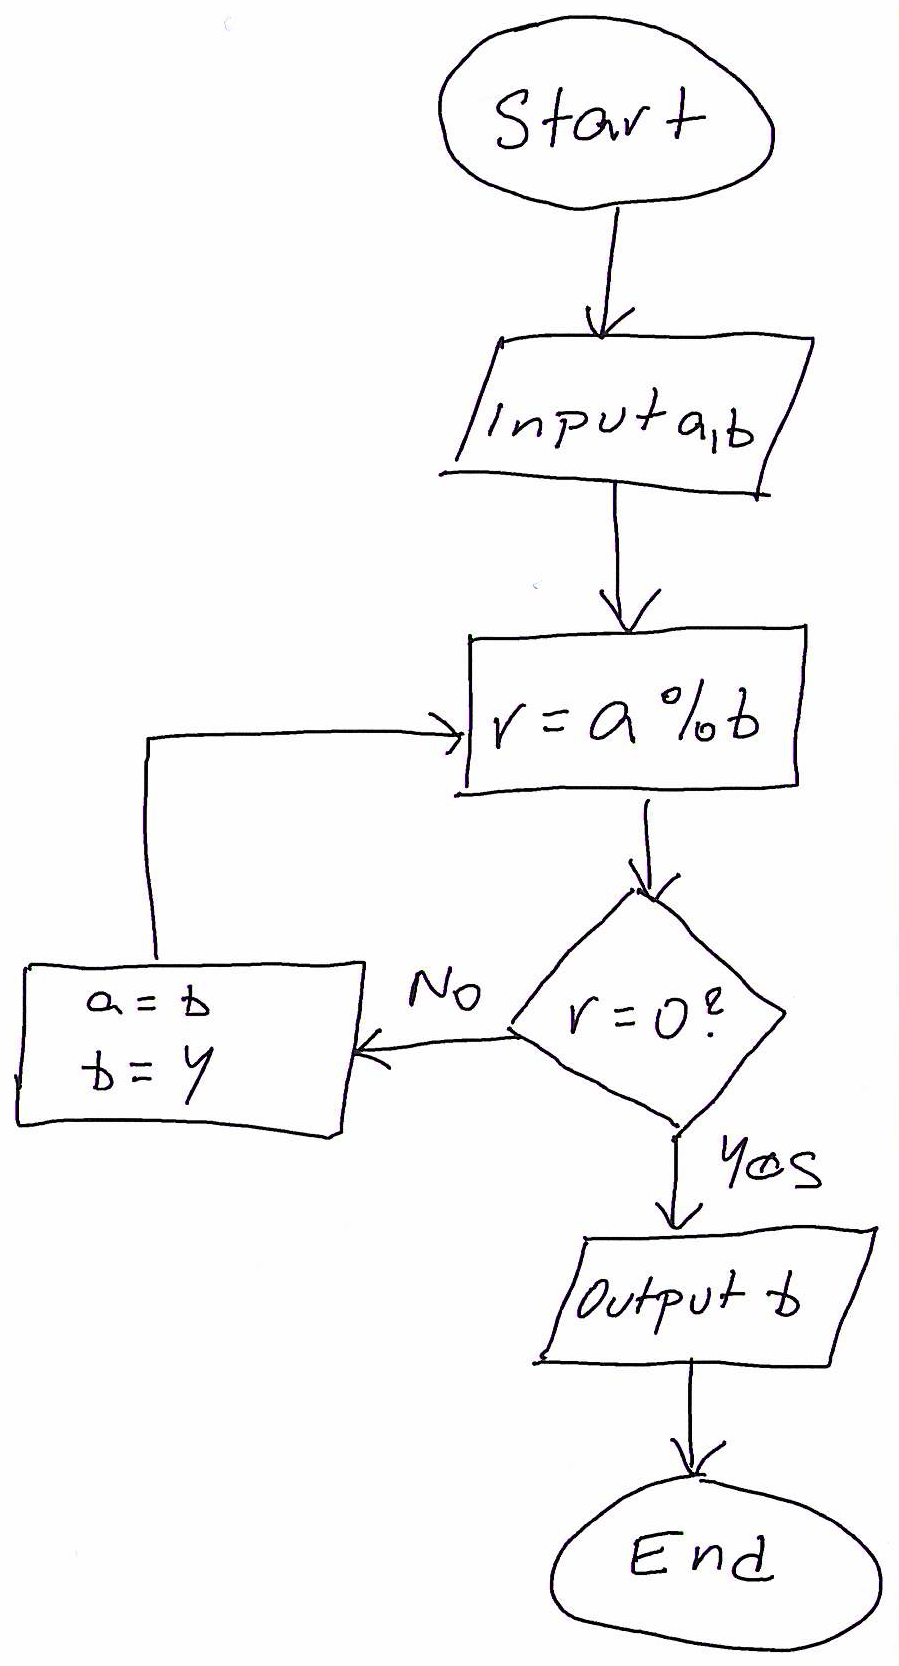 Start
Input a,b
r = a % b
r = 0?
No
a = b
b = y
Yes
Output b
End